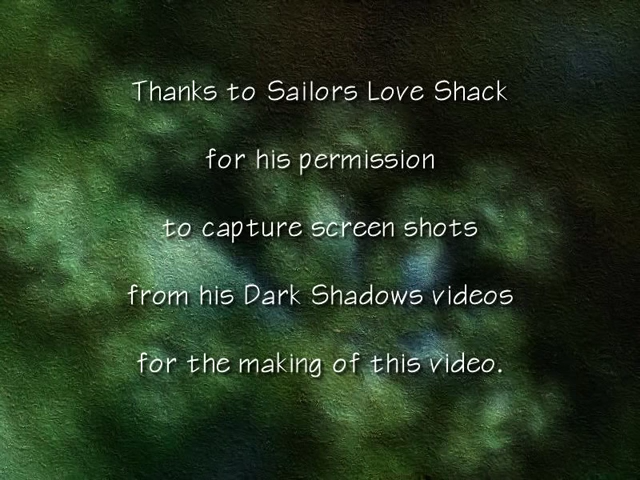 Thanks to Sailors Love Shack
for his permission
to capture screen shots
from his Dark Shadows videos
for the making of this video.